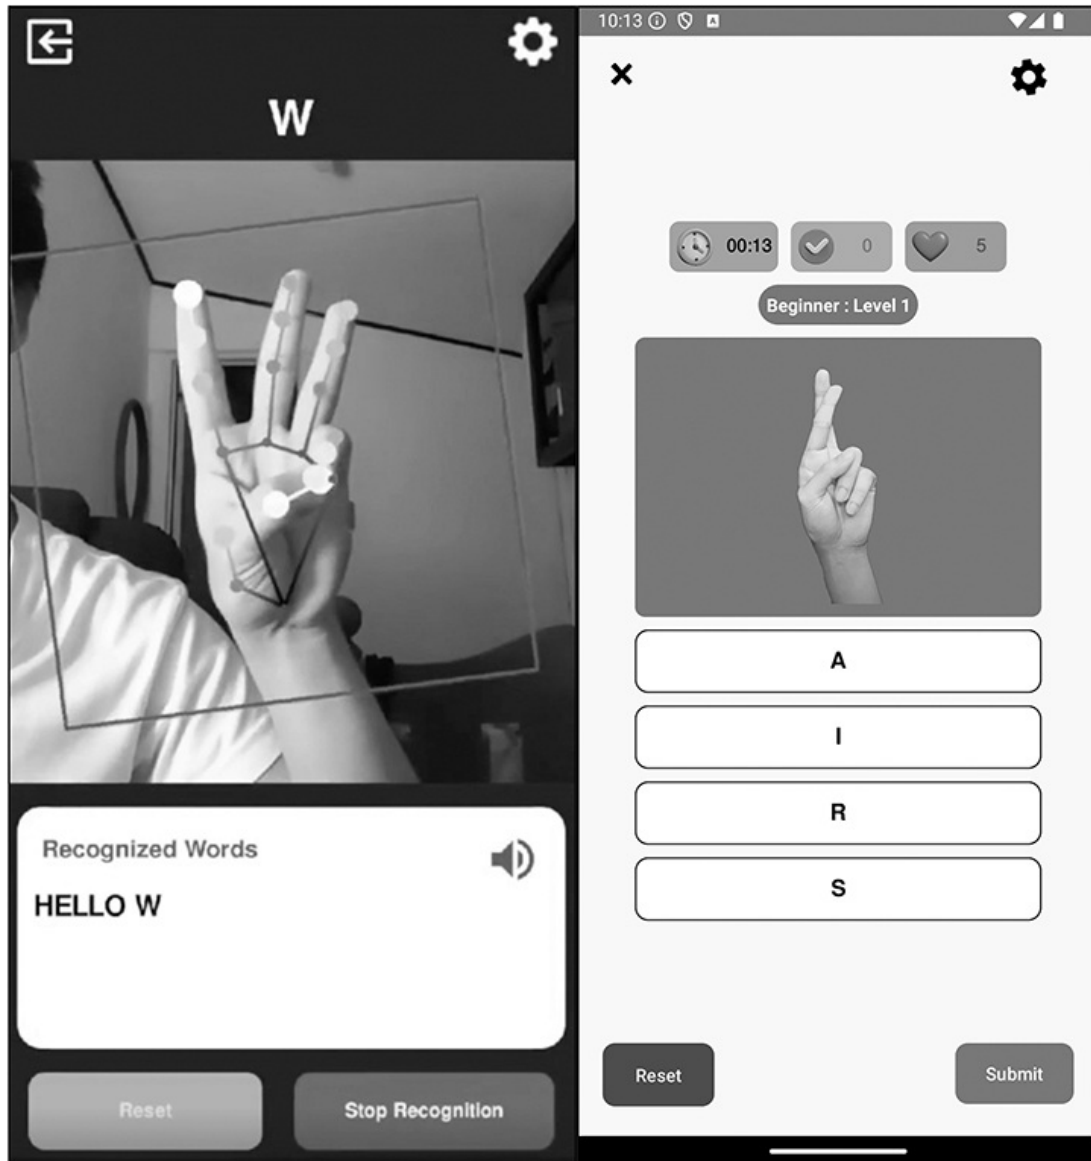 W
Recognized Words
HELLO W
Reset
Stop Recognition
10:13
A
00:13
0
5
Beginner : Level 1
A
I
R
S
Reset
Submit